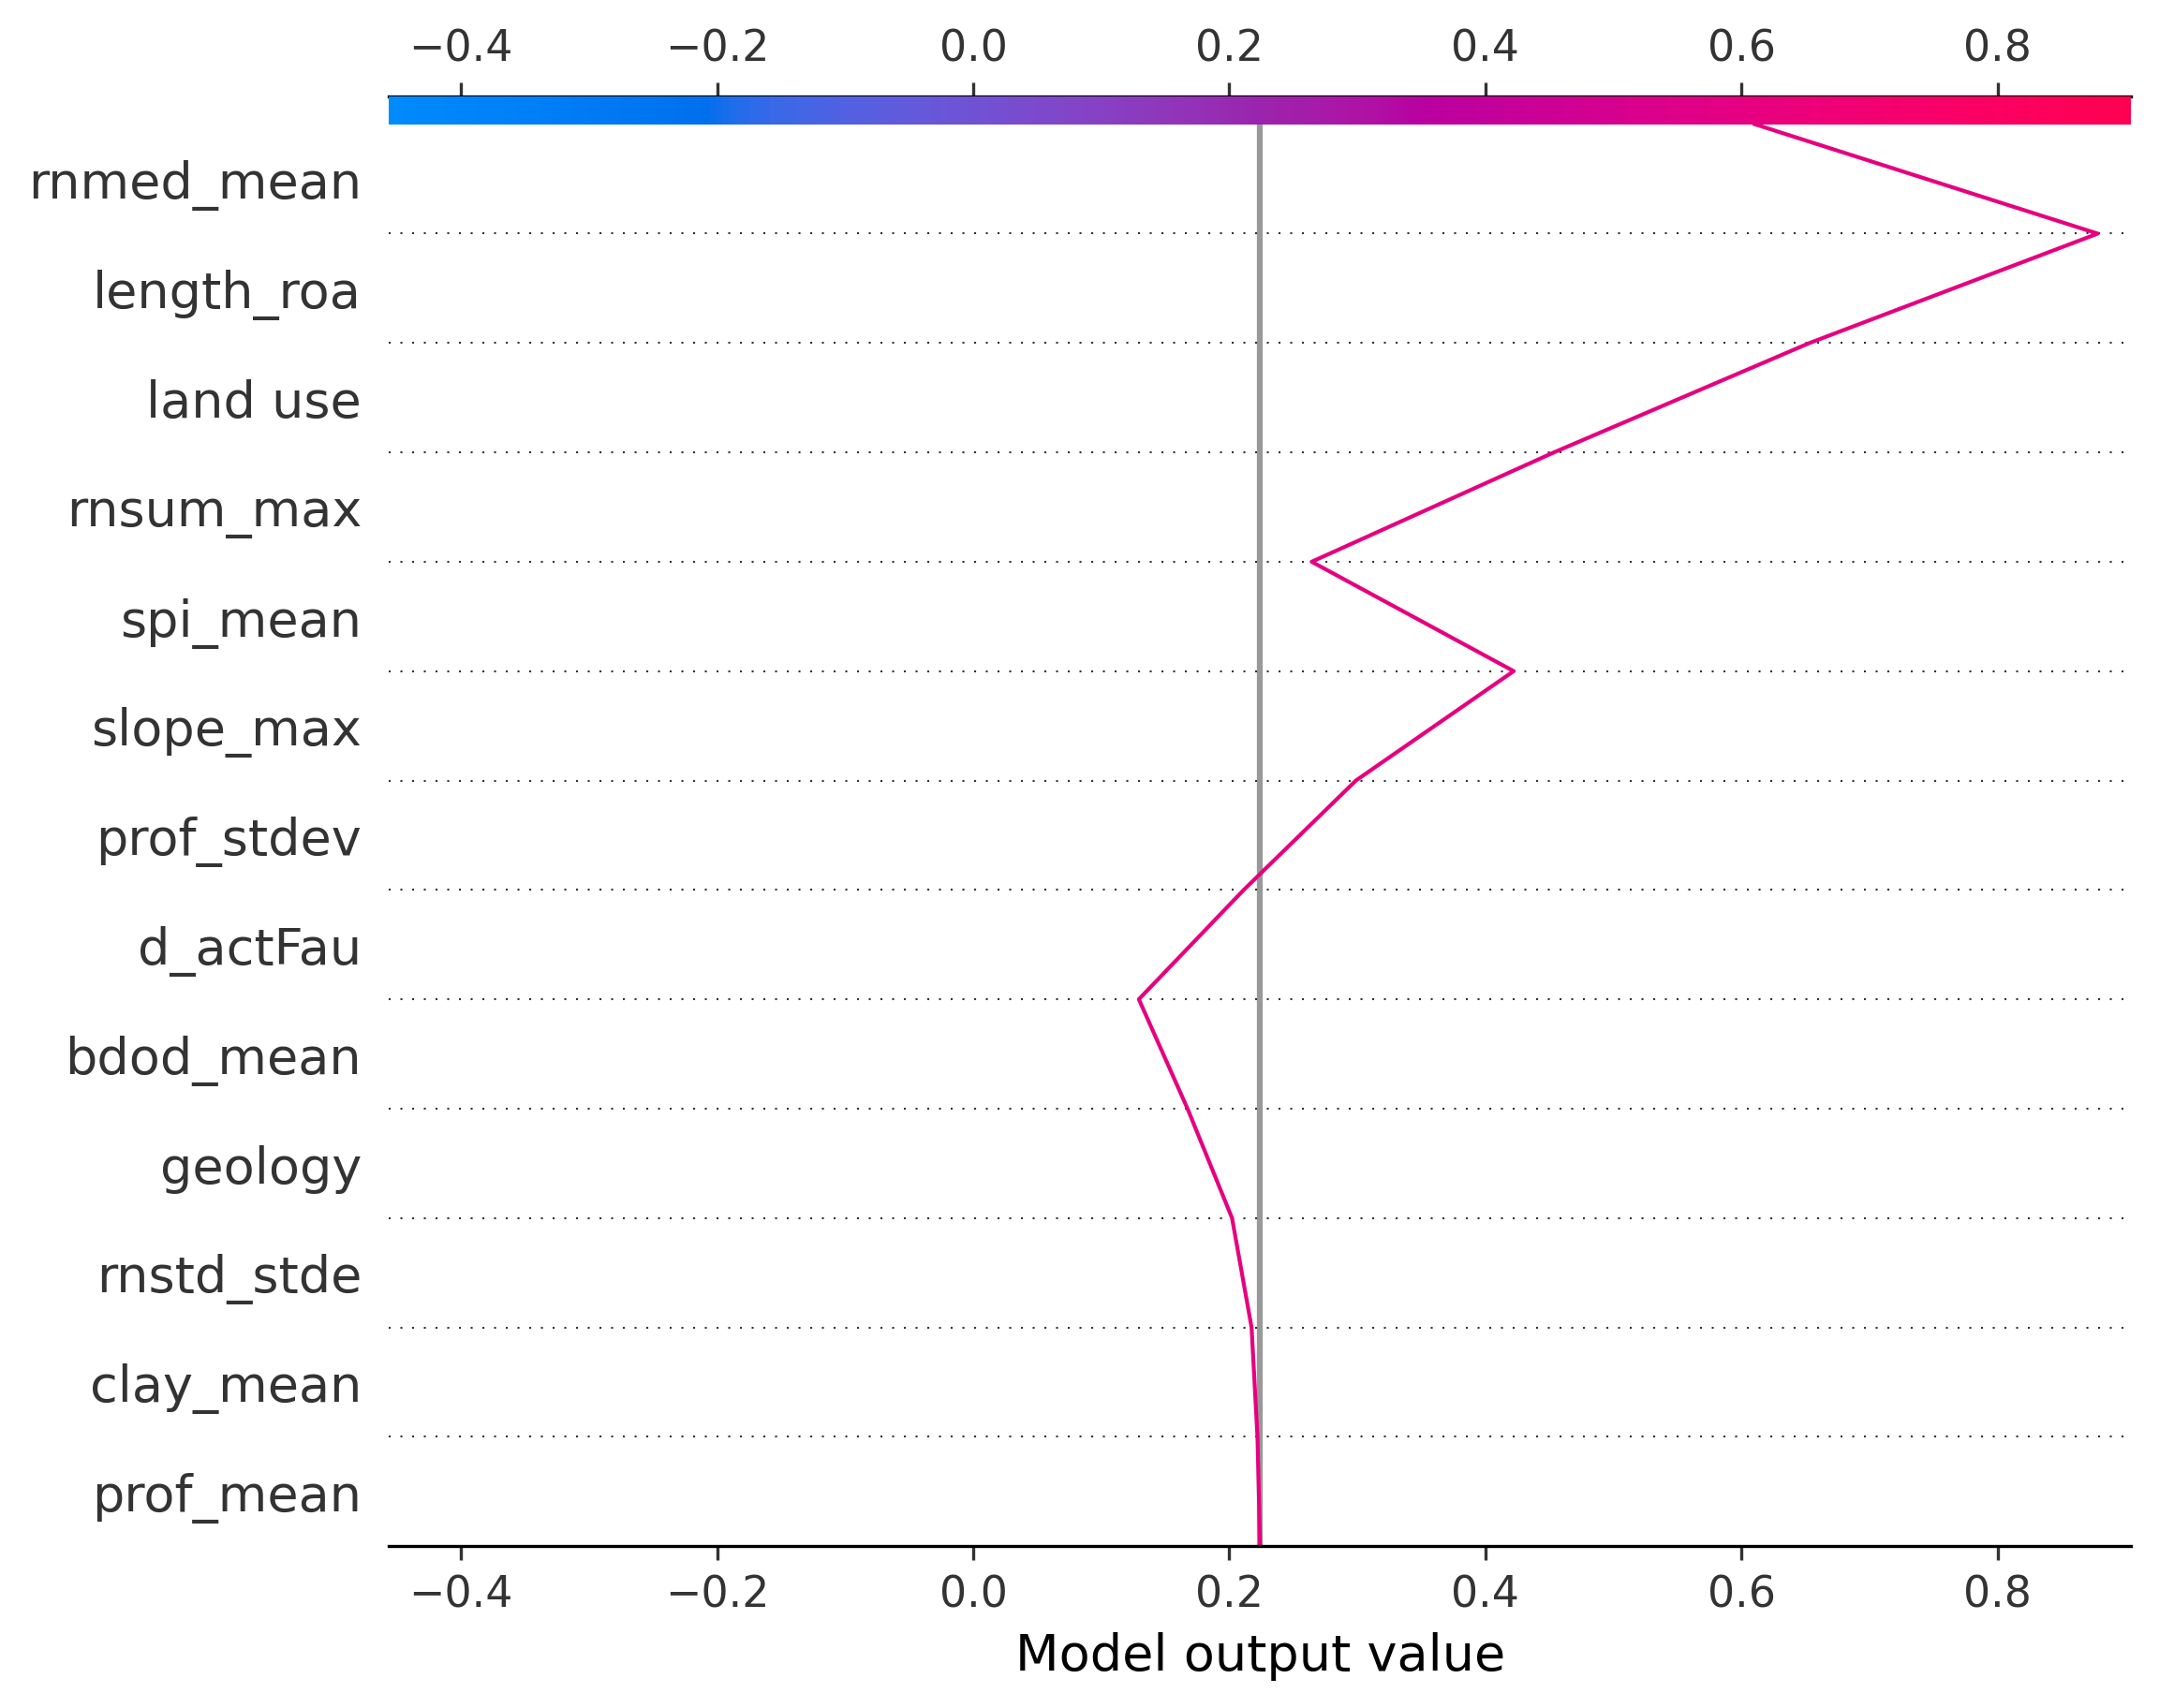 −0.4 −0.2 0.0 0.2 0.4 0.6 0.8
rnmed_mean
length_roa
land use
rnsum_max
spi_mean
slope_max
prof_stdev
d_actFau
bdod_mean
geology
rnstd_stde
clay_mean
prof_mean
−0.4 −0.2 0.0 0.2 0.4 0.6 0.8
Model output value